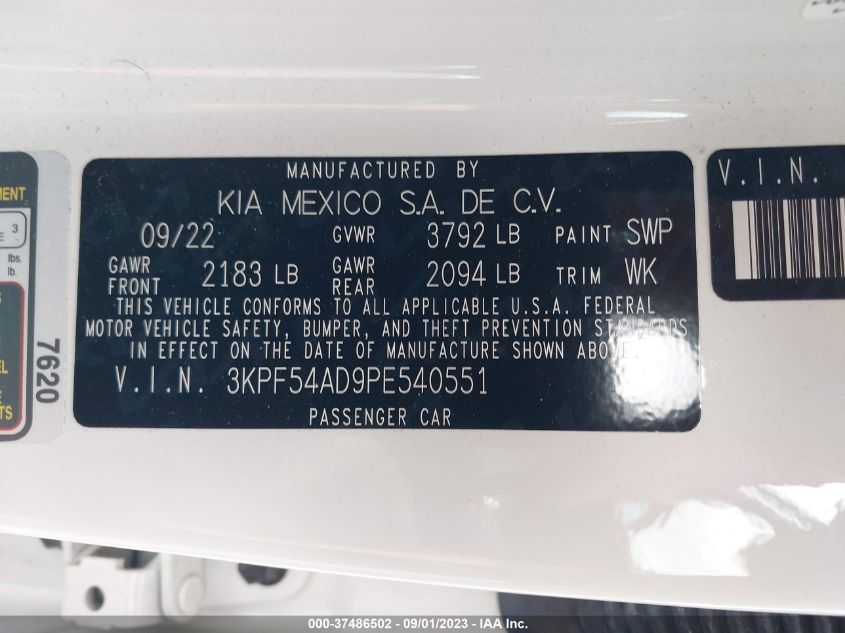 MANUFACTURED BY
KIA MEXICO S.A. DE C.V.
09/22 GVWR 3792 LB PAINT SWP
GAWR FRONT 2183 LB GAWR REAR 2094 LB TRIM WK
THIS VEHICLE CONFORMS TO ALL APPLICABLE U.S.A. FEDERAL
MOTOR VEHICLE SAFETY, BUMPER, AND THEFT PREVENTION STANDARDS
IN EFFECT ON THE DATE OF MANUFACTURE SHOWN ABOVE.
V.I.N. 3KPF54AD9PE540551
PASSENGER CAR
V.I.N.
MENT
3
lbs.
lb.
7620
000-37486502 - 09/01/2023 - IAA Inc.